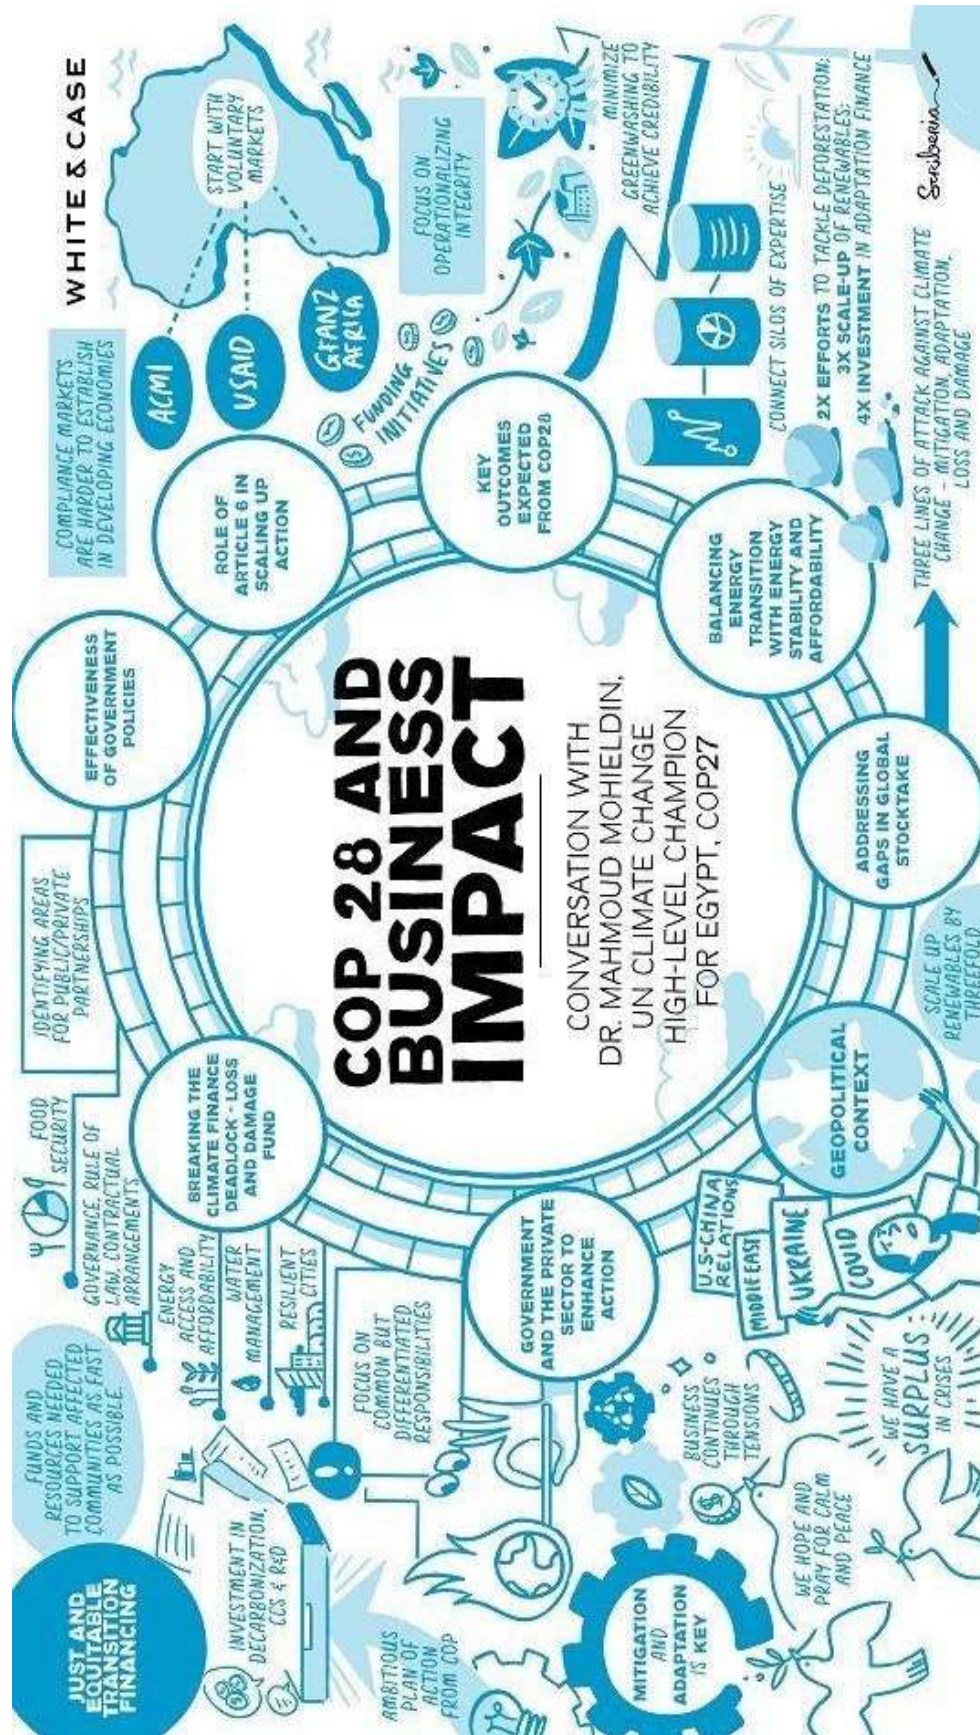 WHITE & CASE
COP 28 AND
BUSINESS
IMPACT
CONVERSATION WITH
DR. MAHMOUD MOHIELDIN,
UN CLIMATE CHANGE
HIGH-LEVEL CHAMPION
FOR EGYPT, COP27
JUST AND
EQUITABLE
TRANSITION
FINANCING
FUNDS AND
RESOURCES NEEDED
TO SUPPORT AFFECTED
COMMUNITIES AS FAST
AS POSSIBLE.
FOOD
SECURITY
GOVERNANCE, RULE OF
LAW, CONTRACTUAL
ARRANGEMENTS
ENERGY
ACCESS AND
AFFORDABILITY
WATER
MANAGEMENT
RESILIENT
CITIES
IDENTIFYING AREAS
FOR PUBLIC/PRIVATE
PARTNERSHIPS
BREAKING THE
CLIMATE FINANCE
DEADLOCK - LOSS
AND DAMAGE
FUND
EFFECTIVENESS
OF GOVERNMENT
POLICIES
COMPLIANCE MARKETS
ARE HARDER TO ESTABLISH
IN DEVELOPING ECONOMIES
ROLE OF
ARTICLE 6 IN
SCALING UP
ACTION
ACMI
USAID
GFANZ
AFRICA
START WITH
VOLUNTARY
MARKETS
FUNDING
INITIATIVES
FOCUS ON
OPERATIONALIZING
INTEGRITY
KEY
OUTCOMES
EXPECTED
FROM COP28
MINIMIZE
GREENWASHING TO
ACHIEVE CREDIBILITY
CONNECT SILOS OF EXPERTISE:
2X EFFORTS TO TACKLE DEFORESTATION;
3X SCALE-UP OF RENEWABLES;
4X INVESTMENT IN ADAPTATION FINANCE
BALANCING
ENERGY
TRANSITION
WITH ENERGY
STABILITY AND
AFFORDABILITY
THREE LINES OF ATTACK AGAINST CLIMATE
CHANGE - MITIGATION, ADAPTATION,
LOSS AND DAMAGE
Scriberia
ADDRESSING
GAPS IN GLOBAL
STOCKTAKE
SCALE UP
RENEWABLES BY
THREEFOLD
GEOPOLITICAL
CONTEXT
U.S-CHINA
RELATIONS
MIDDLE EAST
UKRAINE
COVID
WE HAVE A
SURPLUS
IN CRISES
GOVERNMENT
AND THE PRIVATE
SECTOR TO
ENHANCE
ACTION
FOCUS ON
COMMON BUT
DIFFERENTIATED
RESPONSIBILITIES
INVESTMENT IN
DECARBONIZATION,
CCS & R&D
AMBITIOUS
PLAN OF
ACTION
FROM COP
MITIGATION
AND
ADAPTATION
IS KEY
BUSINESS
CONTINUES
THROUGH
TENSIONS
WE HOPE AND
PRAY FOR CALM
AND PEACE